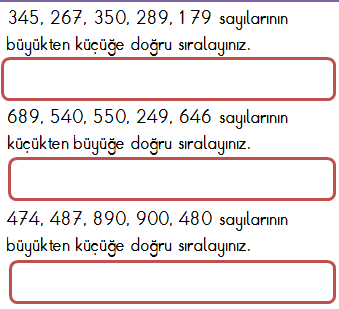 345, 267, 350, 289, 179 sayılarının
büyükten küçüğe doğru sıralayınız.
689, 540, 550, 249, 646 sayılarının
küçükten büyüğe doğru sıralayınız.
474, 487, 890, 900, 480 sayılarının
büyükten küçüğe doğru sıralayınız.